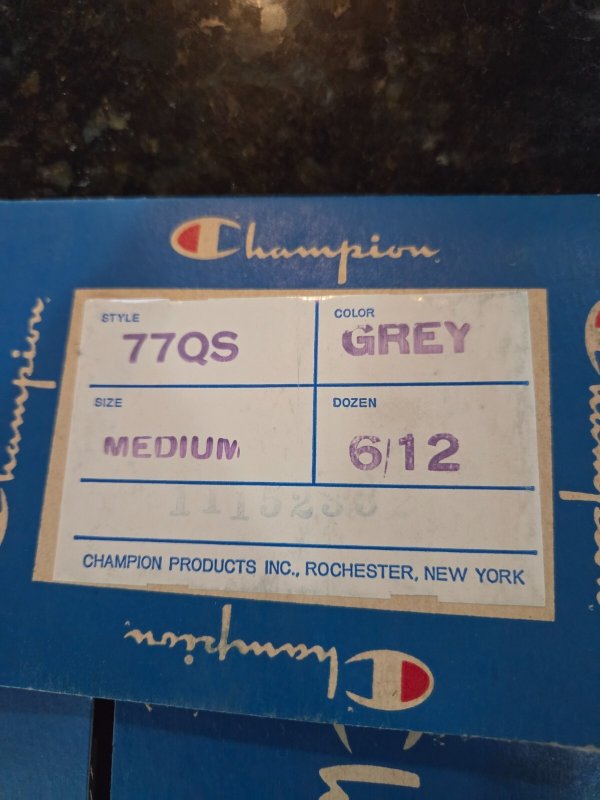 Champion
STYLE
77QS
COLOR
GREY
SIZE
MEDIUM
DOZEN
6/12
CHAMPION PRODUCTS INC., ROCHESTER, NEW YORK
Champion
Champion
Champion